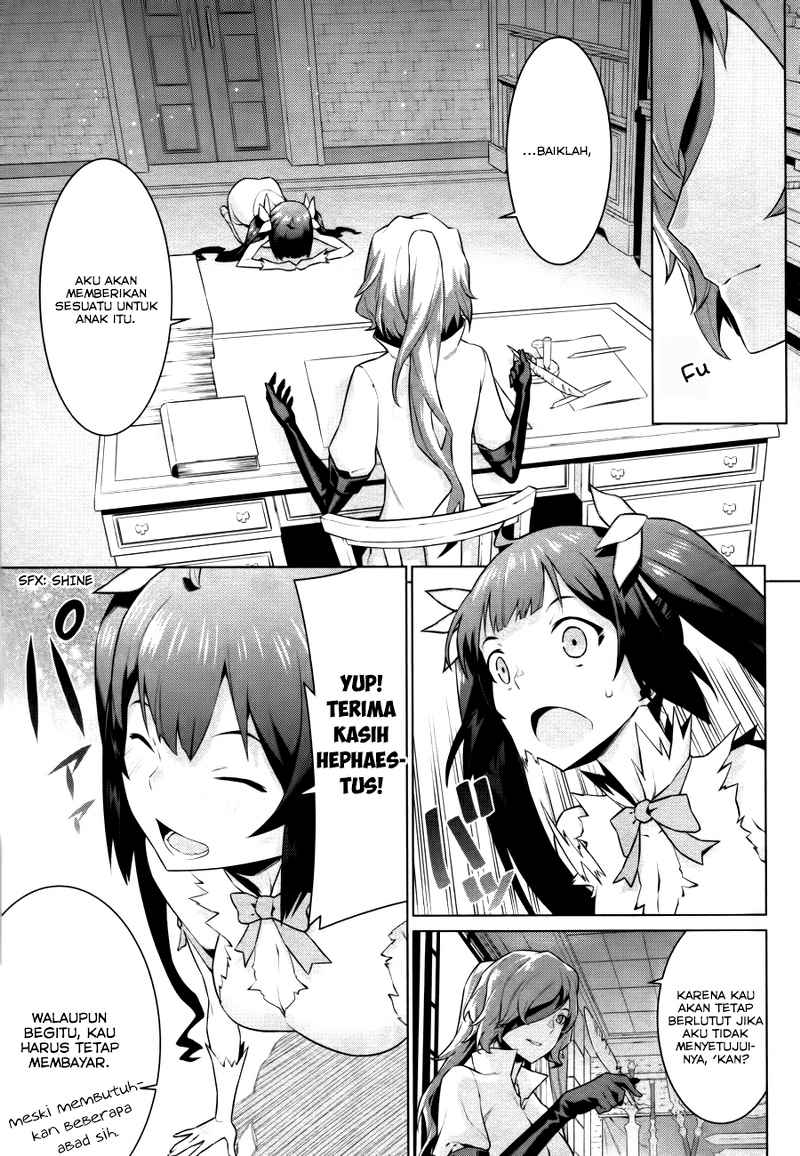 Fu
...BAIKLAH,
AKU AKAN
MEMBERIKAN
SESUATU UNTUK
ANAK ITU.
バッ
KARENA KAU
AKAN TETAP
BERLUTUT JIKA
AKU TIDAK
MENYETUJUI-
NYA, 'KAN?
YUP!
TERIMA
KASIH
HEPHAES-
TUS!
SFX: SHINE
WALAUPUN
BEGITU, KAU
HARUS TETAP
MEMBAYAR.
MESKI MEMBUTUH-
KAN BEBERAPA
ABAD SIH.